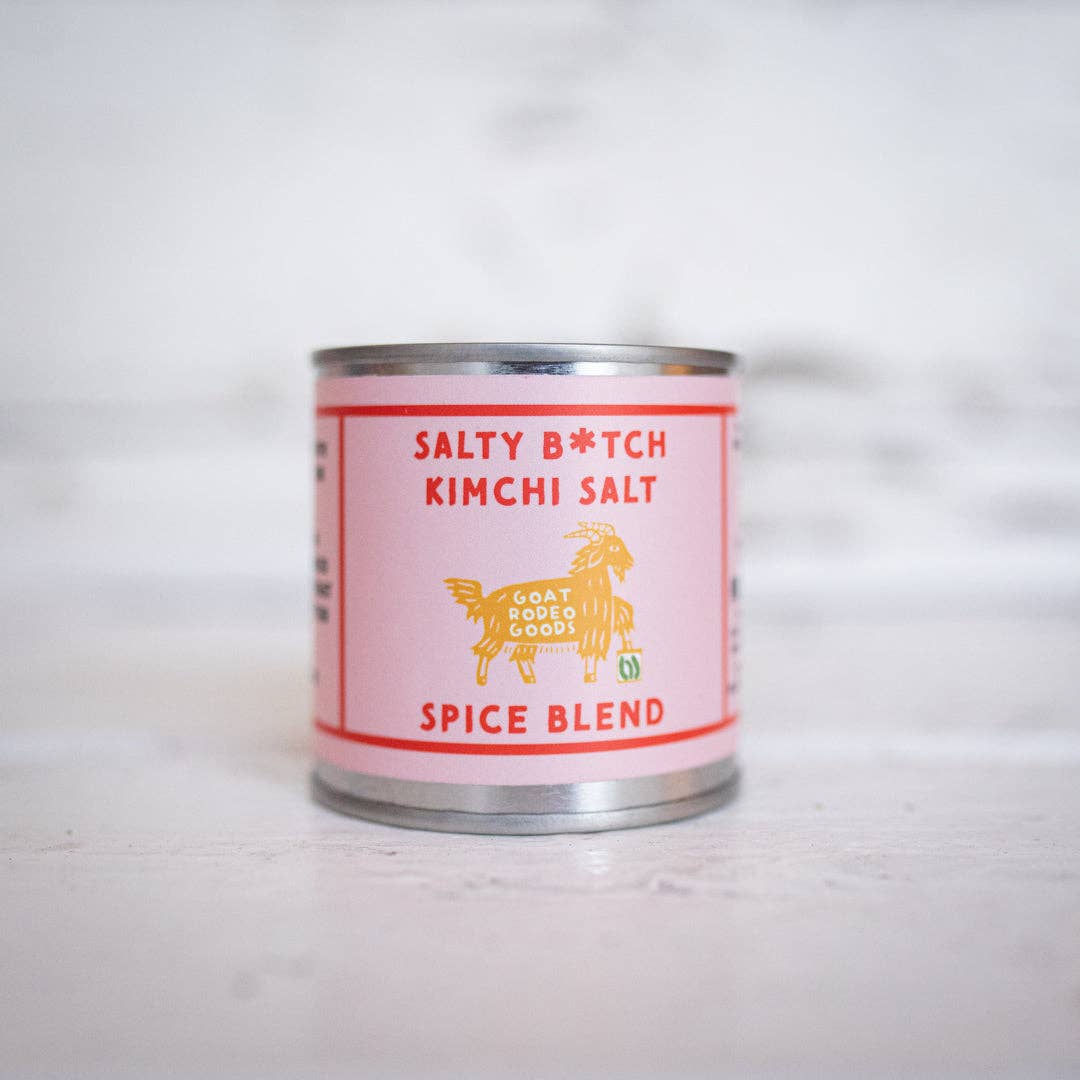 SALTY B*TCH
KIMCHI SALT
GOAT
RODEO
GOODS
SPICE BLEND